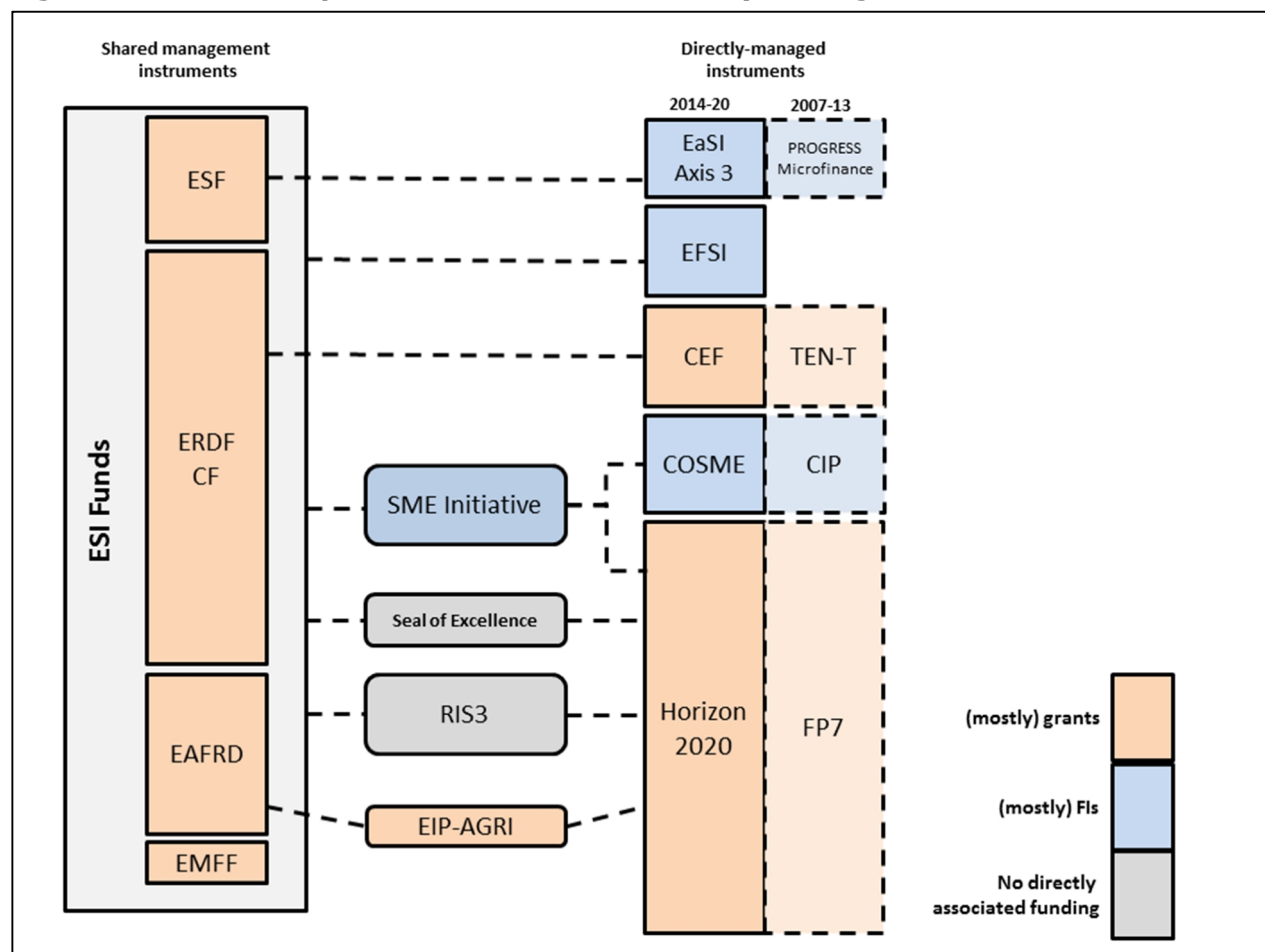 Shared management
instruments
Directly-managed
instruments
2014-20
2007-13
ESI Funds
ESF
ERDF
CF
EAFRD
EMFF
SME Initiative
Seal of Excellence
RIS3
EIP-AGRI
EaSI
Axis 3
PROGRESS
Microfinance
EFSI
CEF
TEN-T
COSME
CIP
Horizon
2020
FP7
(mostly) grants
(mostly) FIs
No directly
associated funding